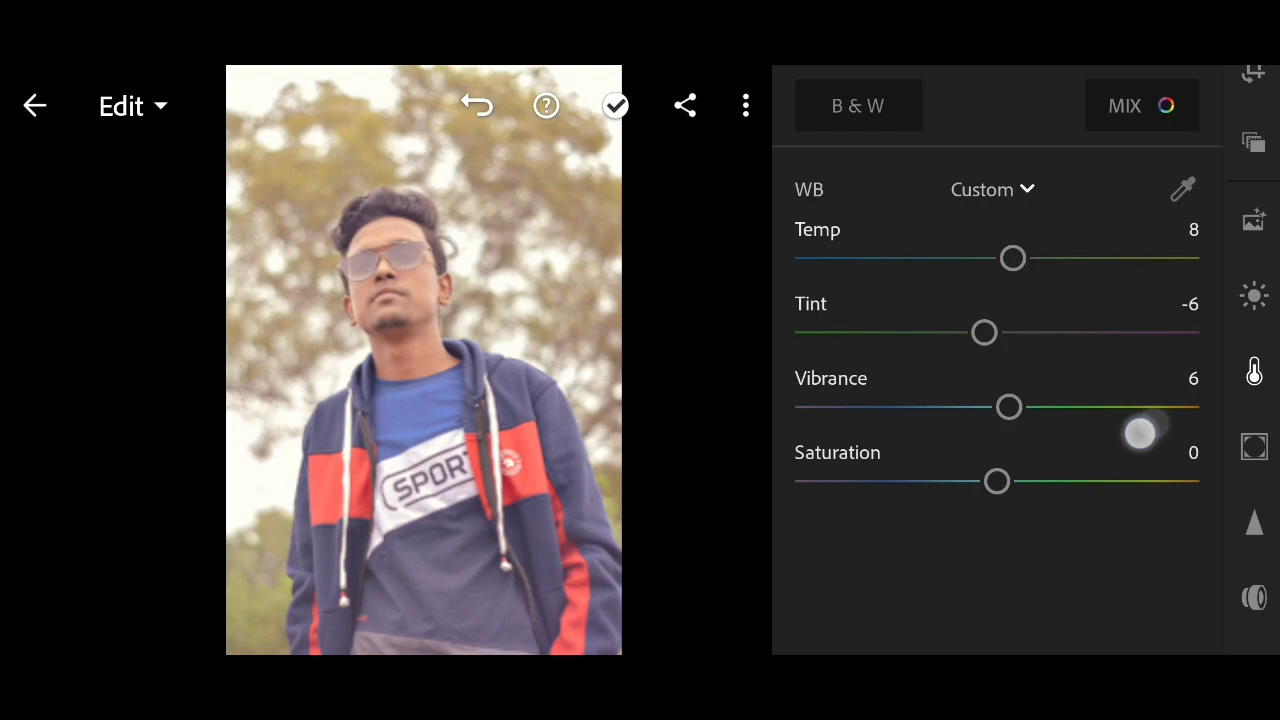 Edit
B & W
MIX
WB
Custom
Temp
8
Tint
-6
Vibrance
6
Saturation
0
SPORT